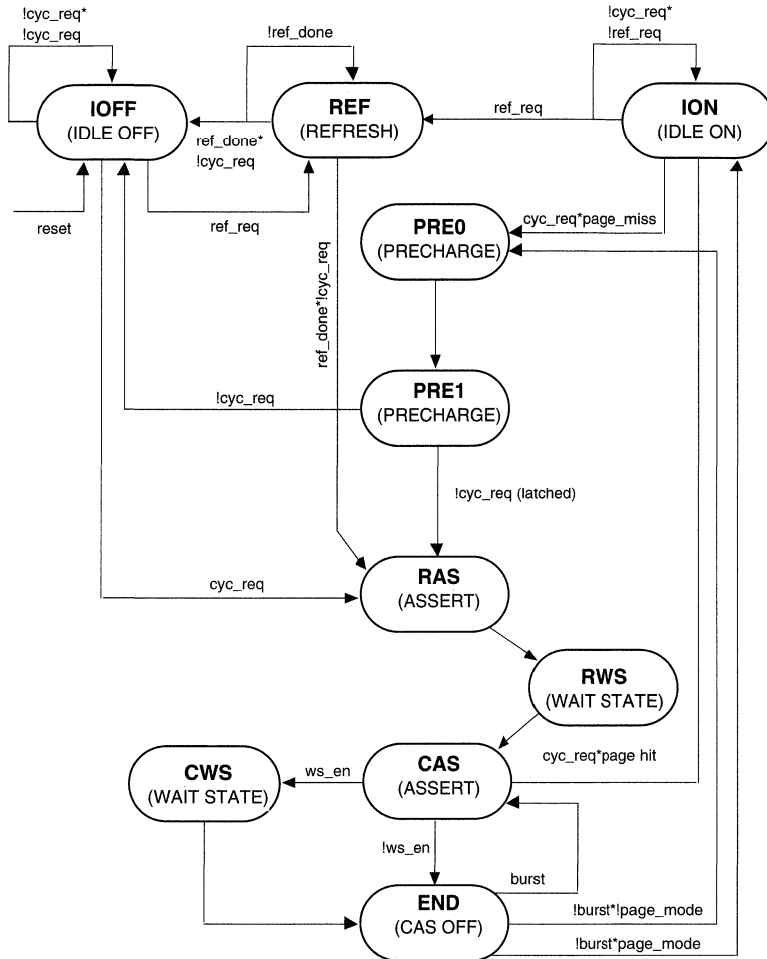 !cyc_req*
!cyc_req
!ref_done
!cyc_req*
!ref_req
IOFF
(IDLE OFF)
REF
(REFRESH)
ION
(IDLE ON)
ref_req
ref_done*
!cyc_req
reset
ref_req
PRE0
(PRECHARGE)
cyc_req*page_miss
ref_done*!cyc_req
PRE1
(PRECHARGE)
!cyc_req
!cyc_req (latched)
RAS
(ASSERT)
cyc_req
RWS
(WAIT STATE)
cyc_req*page hit
CAS
(ASSERT)
ws_en
CWS
(WAIT STATE)
!ws_en
burst
END
(CAS OFF)
!burst*!page_mode
!burst*page_mode